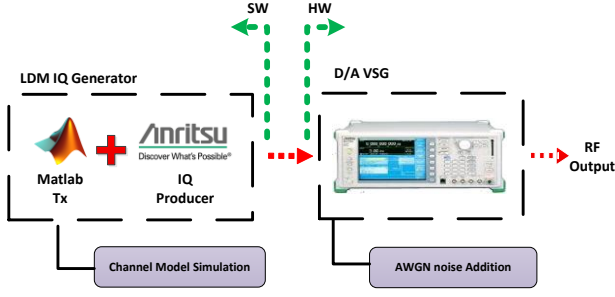 SW
HW
LDM IQ Generator
D/A VSG
Anritsu
Discover What's Possible®
Matlab
Tx
IQ
Producer
RF
Output
Channel Model Simulation
AWGN noise Addition